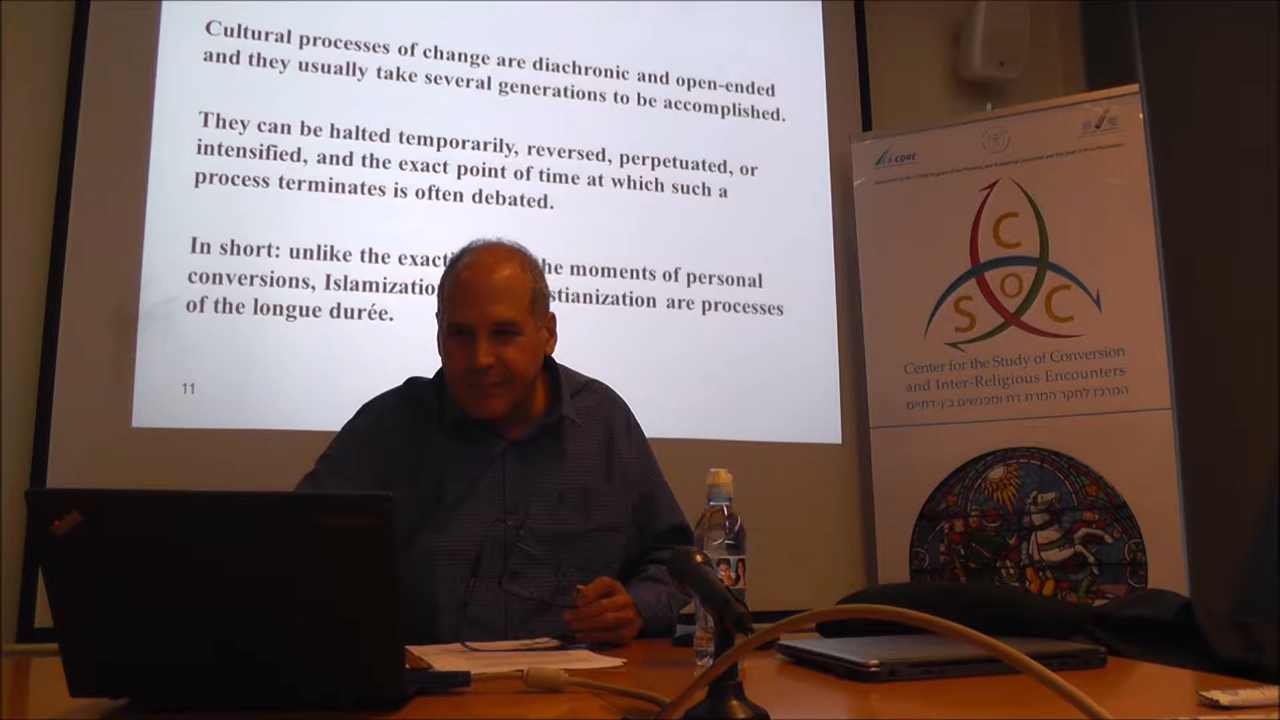 Cultural processes of change are diachronic and open-ended
and they usually take several generations to be accomplished.
They can be halted temporarily, reversed, perpetuated, or
intensified, and the exact point of time at which such a
process terminates is often debated.
In short: unlike the exact he moments of personal
conversions, Islamizatio stianization are processes
of the longue durée.
11
i-CORE
C
S O C
Center for the Study of Conversion
and Inter-Religious Encounters
המרכז לחקר המרת דת ומפגשים בין-דתיים